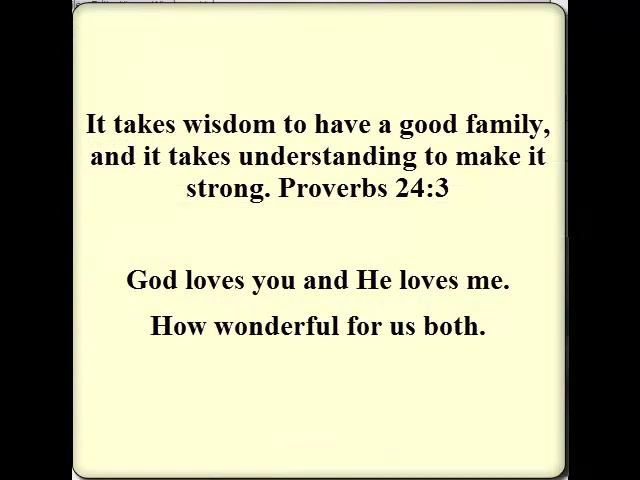 It takes wisdom to have a good family,
and it takes understanding to make it
strong. Proverbs 24:3
God loves you and He loves me.
How wonderful for us both.